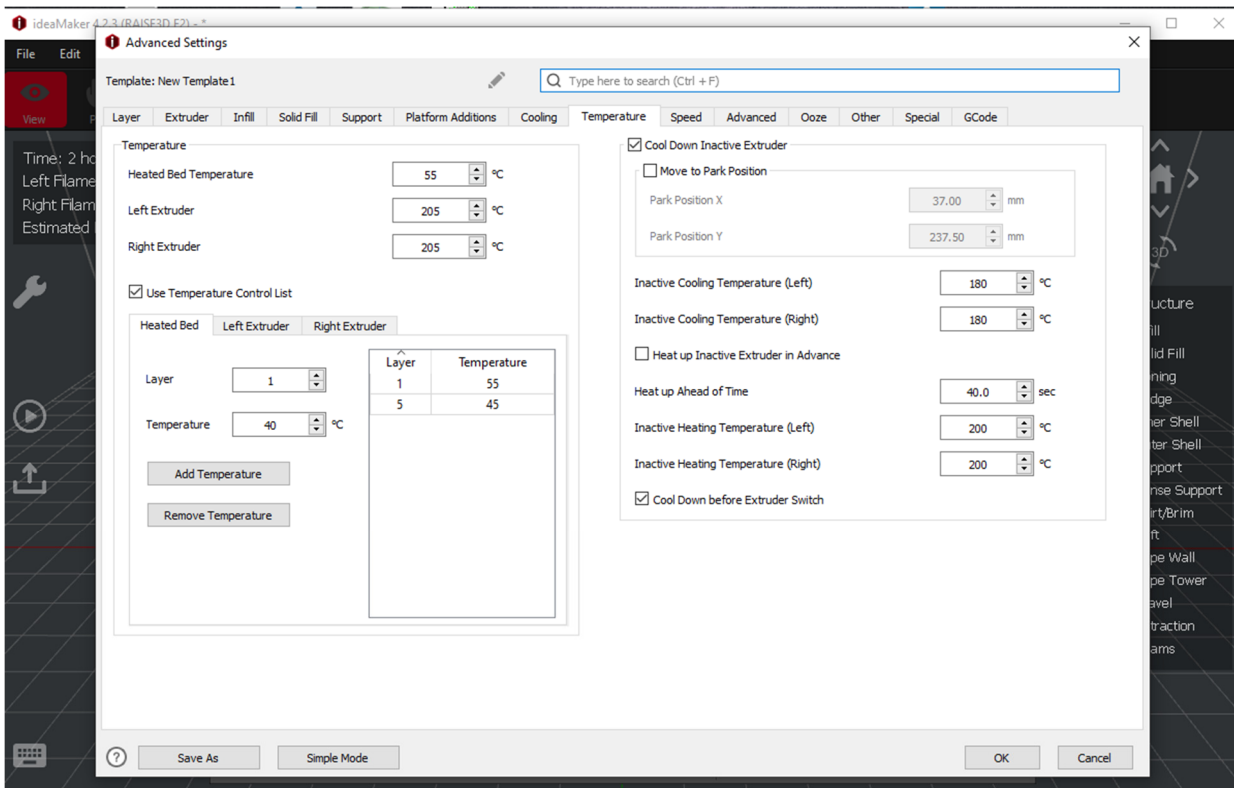 ideaMaker 4.2.3 (RAISE3D E2) - *
File Edit
View
Time: 2 ho
Left Filame
Right Filam
Estimated
Advanced Settings
Template: New Template1
Type here to search (Ctrl + F)
Layer Extruder Infill Solid Fill Support Platform Additions Cooling Temperature Speed Advanced Ooze Other Special GCode
Temperature
Heated Bed Temperature 55 °C
Left Extruder 205 °C
Right Extruder 205 °C
Use Temperature Control List
Heated Bed Left Extruder Right Extruder
Layer 1
Temperature 40 °C
Add Temperature
Remove Temperature
Layer Temperature
1 55
5 45
Cool Down Inactive Extruder
Move to Park Position
Park Position X 37.00 mm
Park Position Y 237.50 mm
Inactive Cooling Temperature (Left) 180 °C
Inactive Cooling Temperature (Right) 180 °C
Heat up Inactive Extruder in Advance
Heat up Ahead of Time 40.0 sec
Inactive Heating Temperature (Left) 200 °C
Inactive Heating Temperature (Right) 200 °C
Cool Down before Extruder Switch
? Save As Simple Mode OK Cancel
3D
ucture
fill
lid Fill
ning
dge
ner Shell
ter Shell
pport
nse Support
irt/Brim
ft
pe Wall
pe Tower
avel
traction
ams